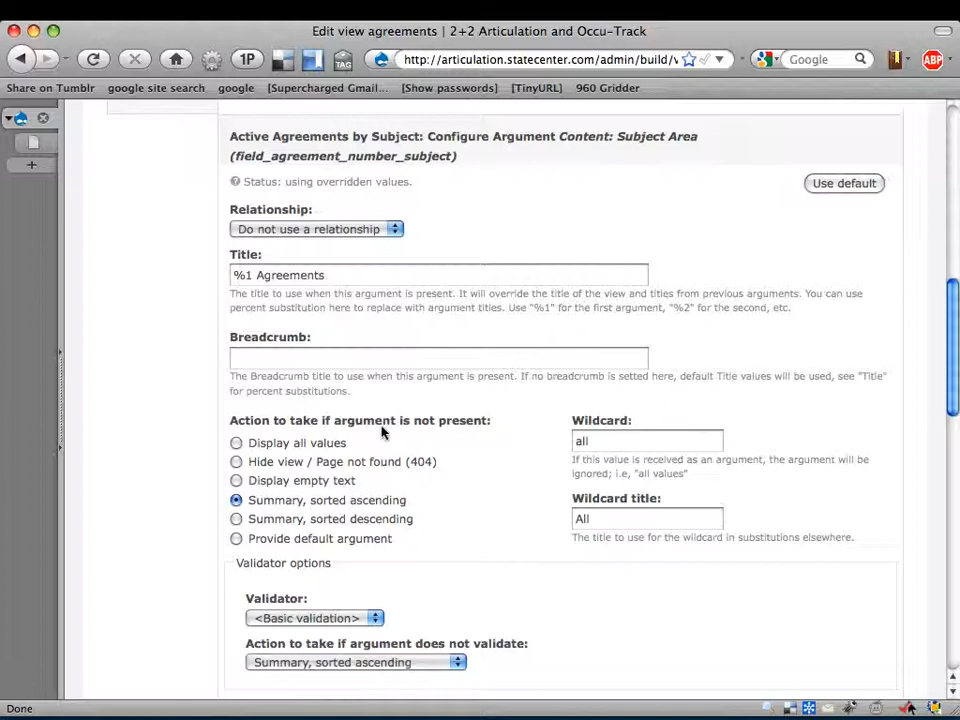 Edit view agreements | 2+2 Articulation and Occu-Track
1P
TAG
http://articulation.statecenter.com/admin/build/v
Google
ABP
Share on Tumblr google site search google [Supercharged Gmail... [Show passwords] [TinyURL] 960 Gridder
Active Agreements by Subject: Configure Argument Content: Subject Area
(field_agreement_number_subject)
Status: using overridden values.
Use default
Relationship:
Do not use a relationship
Title:
%1 Agreements
The title to use when this argument is present. It will override the title of the view and titles from previous arguments. You can use
percent substitution here to replace with argument titles. Use "%1" for the first argument, "%2" for the second, etc.
Breadcrumb:
The Breadcrumb title to use when this argument is present. If no breadcrumb is setted here, default Title values will be used, see "Title"
for percent substitutions.
Action to take if argument is not present:
Display all values
Hide view / Page not found (404)
Display empty text
Summary, sorted ascending
Summary, sorted descending
Provide default argument
Wildcard:
all
If this value is received as an argument, the argument will be
ignored; i.e, "all values"
Wildcard title:
All
The title to use for the wildcard in substitutions elsewhere.
Validator options
Validator:
<Basic validation>
Action to take if argument does not validate:
Summary, sorted ascending
Done